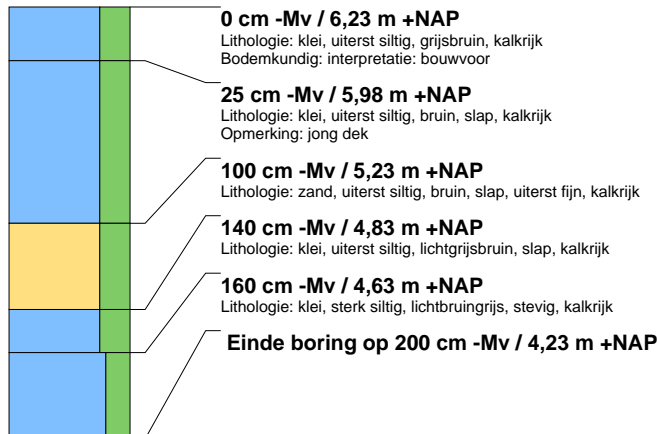 0 cm -Mv / 6,23 m +NAP
Lithologie: klei, uiterst siltig, grijsbruin, kalkrijk
Bodemkundig: interpretatie: bouwvoor
25 cm -Mv / 5,98 m +NAP
Lithologie: klei, uiterst siltig, bruin, slap, kalkrijk
Opmerking: jong dek
100 cm -Mv / 5,23 m +NAP
Lithologie: zand, uiterst siltig, bruin, slap, uiterst fijn, kalkrijk
140 cm -Mv / 4,83 m +NAP
Lithologie: klei, uiterst siltig, lichtgrijsbruin, slap, kalkrijk
160 cm -Mv / 4,63 m +NAP
Lithologie: klei, sterk siltig, lichtbruingrijs, stevig, kalkrijk
Einde boring op 200 cm -Mv / 4,23 m +NAP